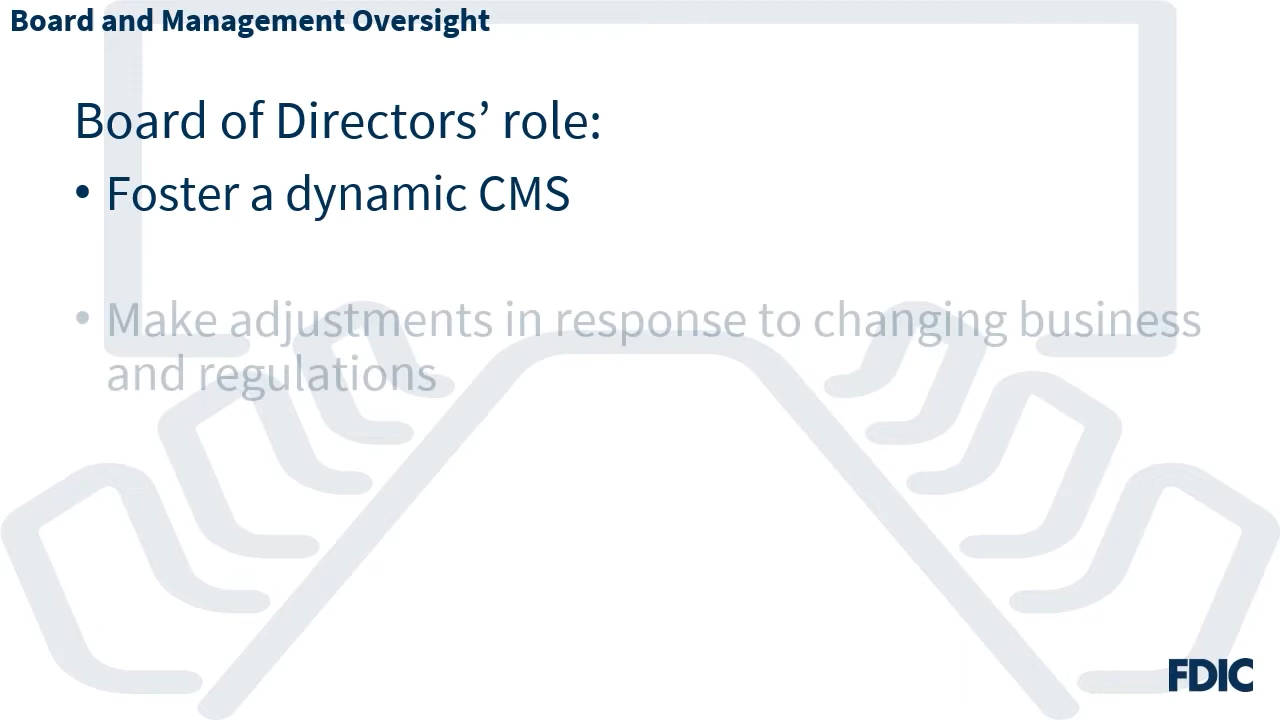 Board and Management Oversight
Board of Directors’ role:
• Foster a dynamic CMS
• Make adjustments in response to changing business
and regulations
FDIC